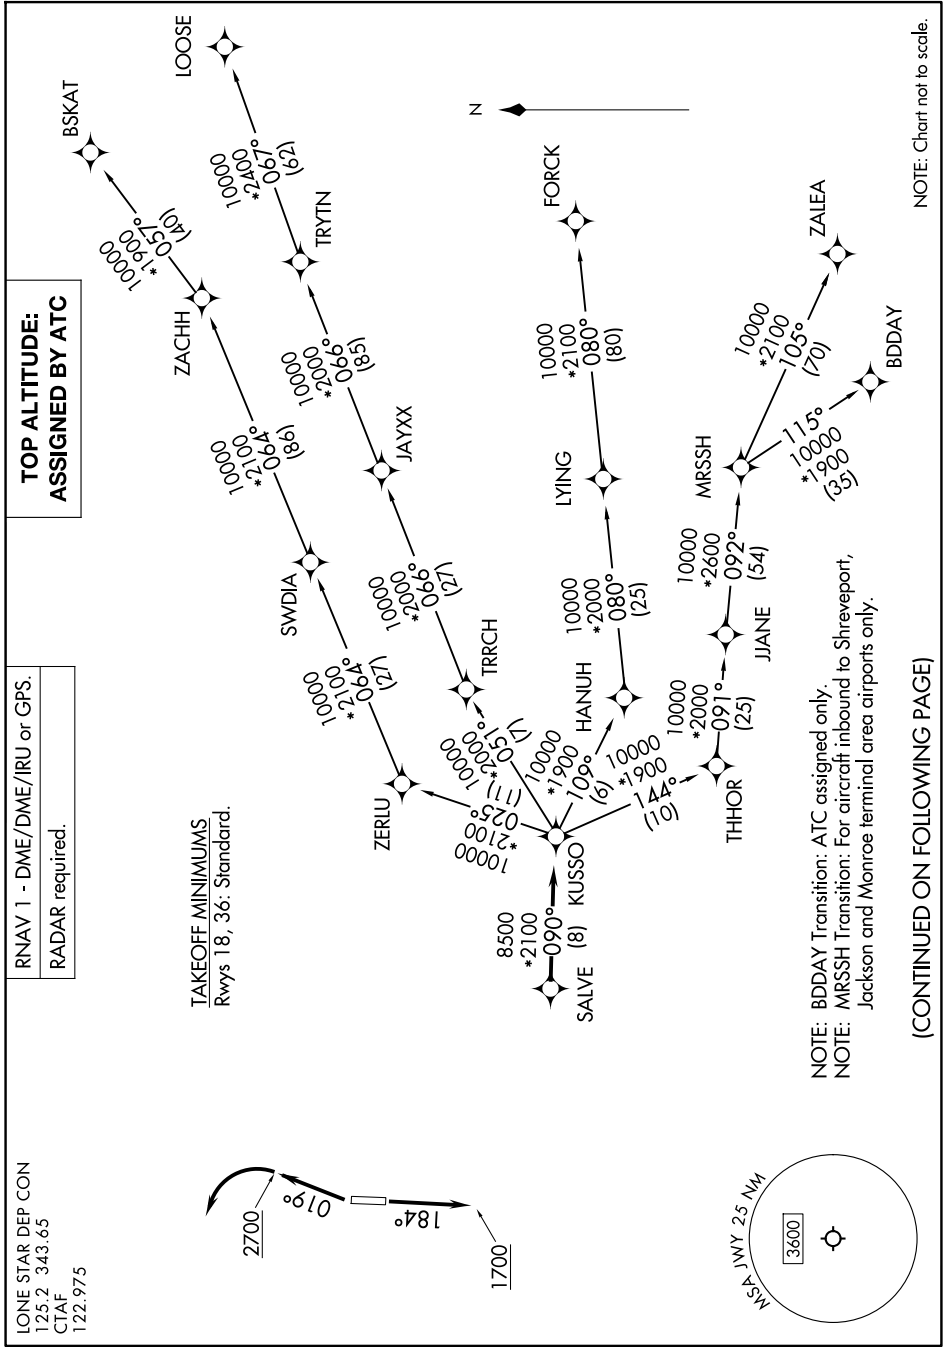 LONE STAR DEP CON
125.2 343.65
CTAF
122.975
RNAV 1 - DME/DME/IRU or GPS.
RADAR required.
TOP ALTITUDE:
ASSIGNED BY ATC
TAKEOFF MINIMUMS
Rwys 18, 36: Standard.
2700
019°
184°
1700
MSA JWY 25 NM
3600
SALVE
8500
*2100
090°
(8)
KUSSO
10000
*2100
025°
(11)
ZERLU
10000
*2100
064°
(27)
SWDIA
10000
*2100
064°
(86)
ZACHH
10000
*1900
057°
(40)
BSKAT
10000
*2000
051°
(7)
TRRCH
10000
*2000
066°
(27)
JAYXX
10000
*2000
066°
(85)
TRYTN
10000
*2400
067°
(62)
LOOSE
N
10000
*1900
109°
(6)
HANUH
10000
*2000
080°
(25)
LYING
10000
*2100
080°
(80)
FORCK
10000
*1900
144°
(10)
THHOR
10000
*2000
091°
(25)
JJANE
10000
*2600
092°
(54)
MRSSH
10000
*2100
105°
(70)
ZALEA
115°
10000
*1900
(35)
BDDAY
NOTE: BDDAY Transition: ATC assigned only.
NOTE: MRSSH Transition: For aircraft inbound to Shreveport,
Jackson and Monroe terminal area airports only.
NOTE: Chart not to scale.
(CONTINUED ON FOLLOWING PAGE)